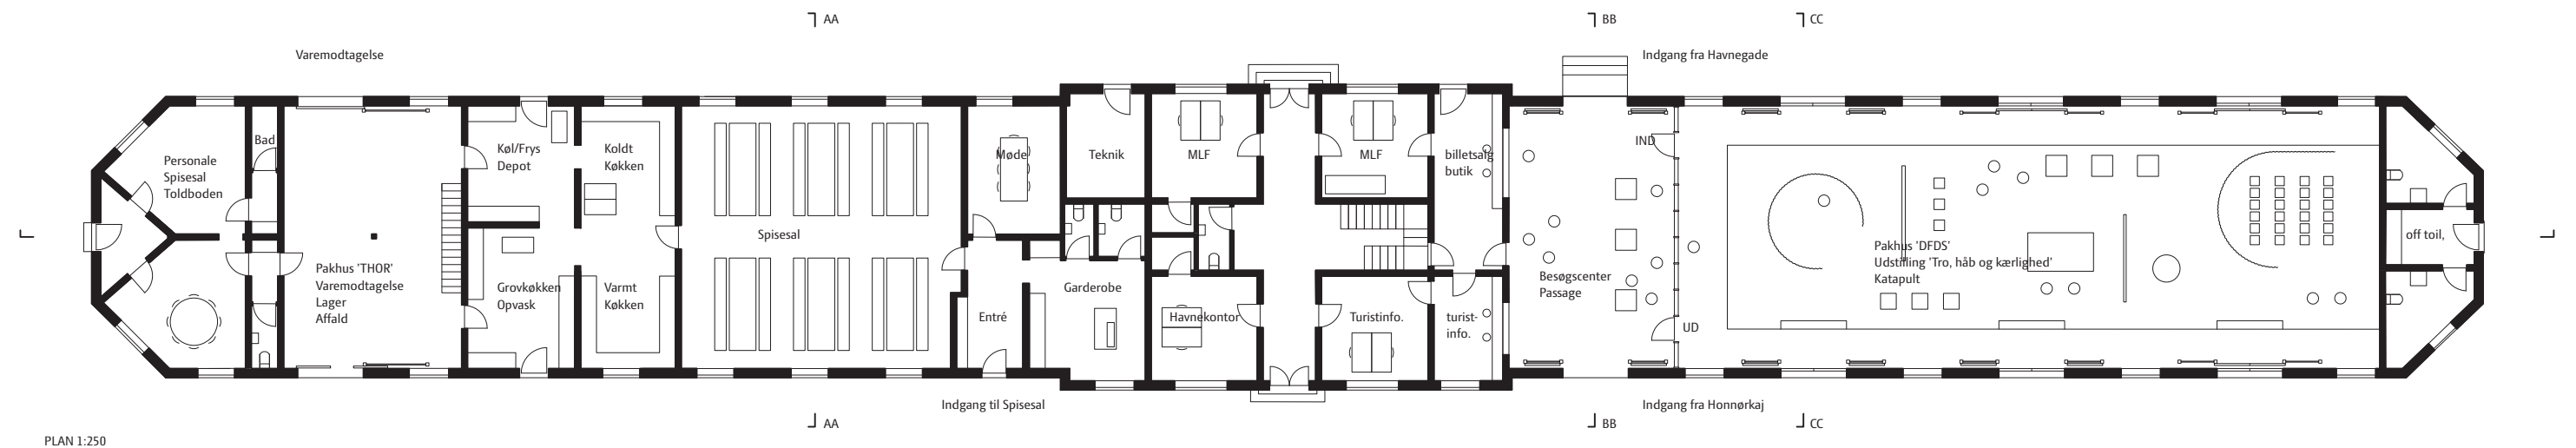 AA
BB
CC
Varemodtagelse
Indgang fra Havnegade
Bad
Personale
Spisesal
Toldboden
Køl/Frys
Depot
Koldt
Køkken
Møde
Teknik
MLF
MLF
billetsalg
butik
IND
Spisesal
Pakhus 'THOR'
Varemodtagelse
Lager
Affald
Grovkøkken
Opvask
Varmt
Køkken
Entré
Garderobe
Havnekontor
Turistinfo.
turist-
info.
Besøgscenter
Passage
UD
Pakhus 'DFDS'
Udstilling 'Tro, håb og kærlighed'
Katapult
off toil,
Indgang til Spisesal
Indgang fra Honnørkaj
AA
BB
CC
PLAN 1:250